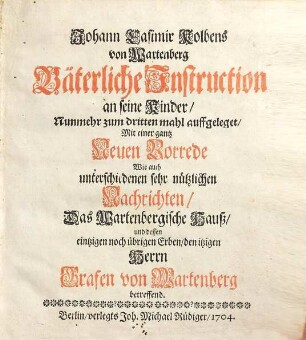 Johann Casimir Kolbens
von Wartenberg
Väterliche Instruction
an seine Kinder/
Nunmehr zum dritten mahl auffgeleget/
Mit einer gantz
Neuen Vorrede
Wie auch
unterschiedenen sehr nützlichen
Nachrichten/
Das Wartenbergische Hauß/
und dessen
eintzigen noch übrigen Erben/den itzigen
Herrn
Grafen von Wartenberg
betreffend.
Berlin/verlegts Joh. Michael Rüdiger/1704.